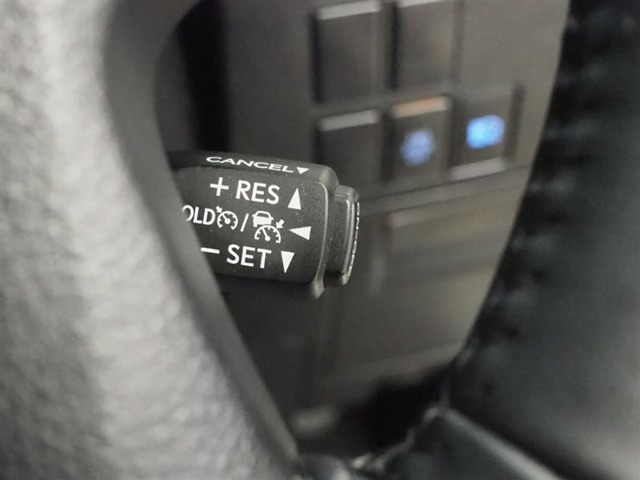 CANCEL▼
+ RES ▲
OLD / ◀
− SET ▼